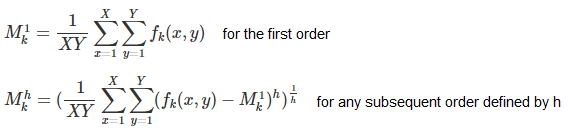 $M_k^1 = \frac{1}{XY} \sum_{x=1}^{X} \sum_{y=1}^{Y} f_k(x,y)$ for the first order
$M_k^h = (\frac{1}{XY} \sum_{x=1}^{X} \sum_{y=1}^{Y} (f_k(x,y) - M_k^1)^h)^{\frac{1}{h}}$ for any subsequent order defined by h